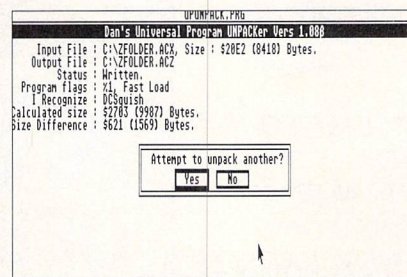 UPUNPACK.PRG
Dan's Universal Program UNPACKer Vers 1.08β
Input File : C:\ZFOLDER.ACX, Size : $20E2 (8418) Bytes.
Output File : C:\ZFOLDER.ACZ
Status : Written.
Program flags : %1, Fast Load
I Recognize : DCSquish
Calculated size : $2703 (9987) Bytes.
Size Difference : $621 (1569) Bytes.
Attempt to unpack another?
Yes No